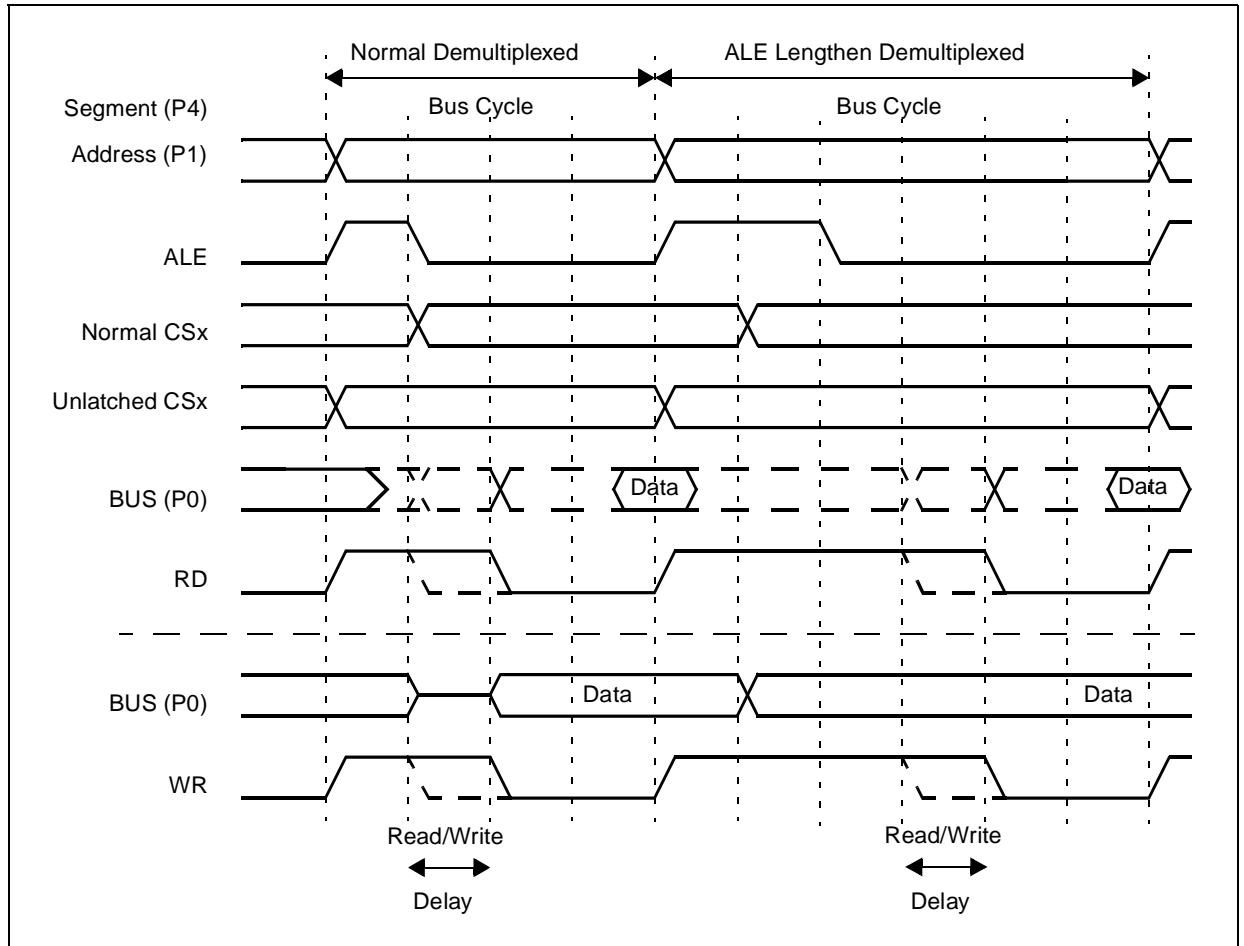 Normal Demultiplexed
ALE Lengthen Demultiplexed
Segment (P4)
Bus Cycle
Bus Cycle
Address (P1)
ALE
Normal CSx
Unlatched CSx
BUS (P0)
Data
Data
RD
BUS (P0)
Data
Data
WR
Read/Write
Read/Write
Delay
Delay